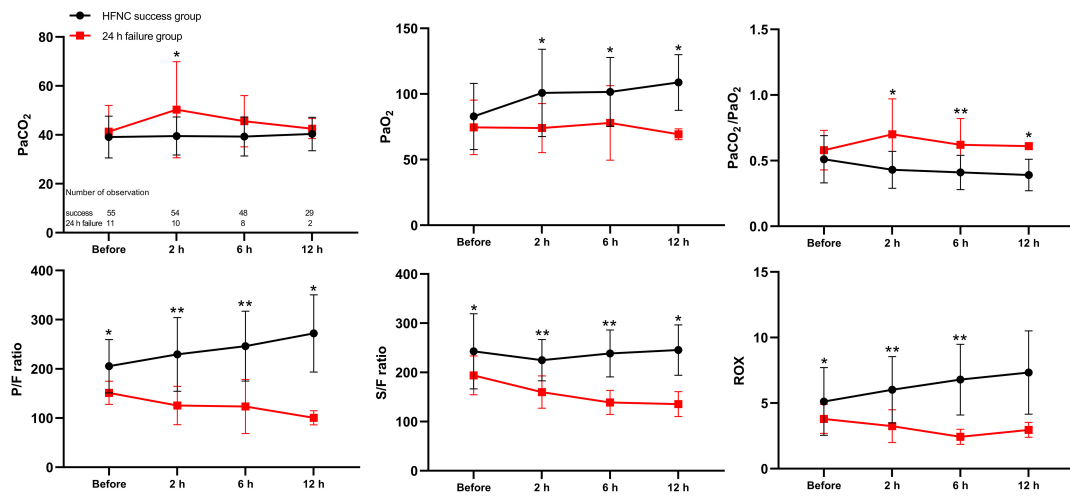 HFNC success group
24 h failure group
PaCO2
80
60
40
20
0
*
Number of observation
success 55 54 48 29
24 h failure 11 10 8 2
Before 2 h 6 h 12 h
PaO2
150
100
50
0
* * *
Before 2 h 6 h 12 h
PaCO2/PaO2
1.5
1.0
0.5
0.0
* ** *
Before 2 h 6 h 12 h
P/F ratio
400
300
200
100
0
* ** ** *
Before 2 h 6 h 12 h
S/F ratio
400
300
200
100
0
* ** ** *
Before 2 h 6 h 12 h
ROX
15
10
5
0
* ** **
Before 2 h 6 h 12 h